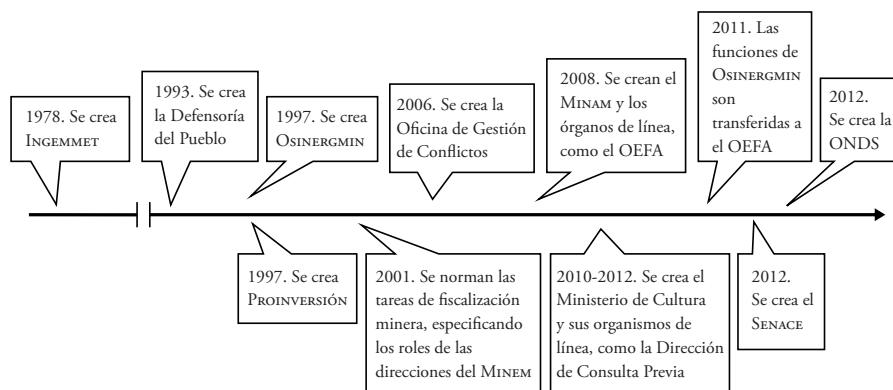 1978. Se crea
INGEMMET
1993. Se crea
la Defensoría
del Pueblo
1997. Se crea
OSINERGMIN
2006. Se crea la
Oficina de Gestión
de Conflictos
2008. Se crean el
MINAM y los
órganos de línea,
como el OEFA
2011. Las
funciones de
OSINERGMIN
son
transferidas a
el OEFA
2012.
Se crea la
ONDS
1997. Se crea
PROINVERSIÓN
2001. Se norman las
tareas de fiscalización
minera, especificando
los roles de las
direcciones del MINEM
2010-2012. Se crea el
Ministerio de Cultura
y sus organismos de
línea, como la Dirección
de Consulta Previa
2012.
Se crea el
SENACE